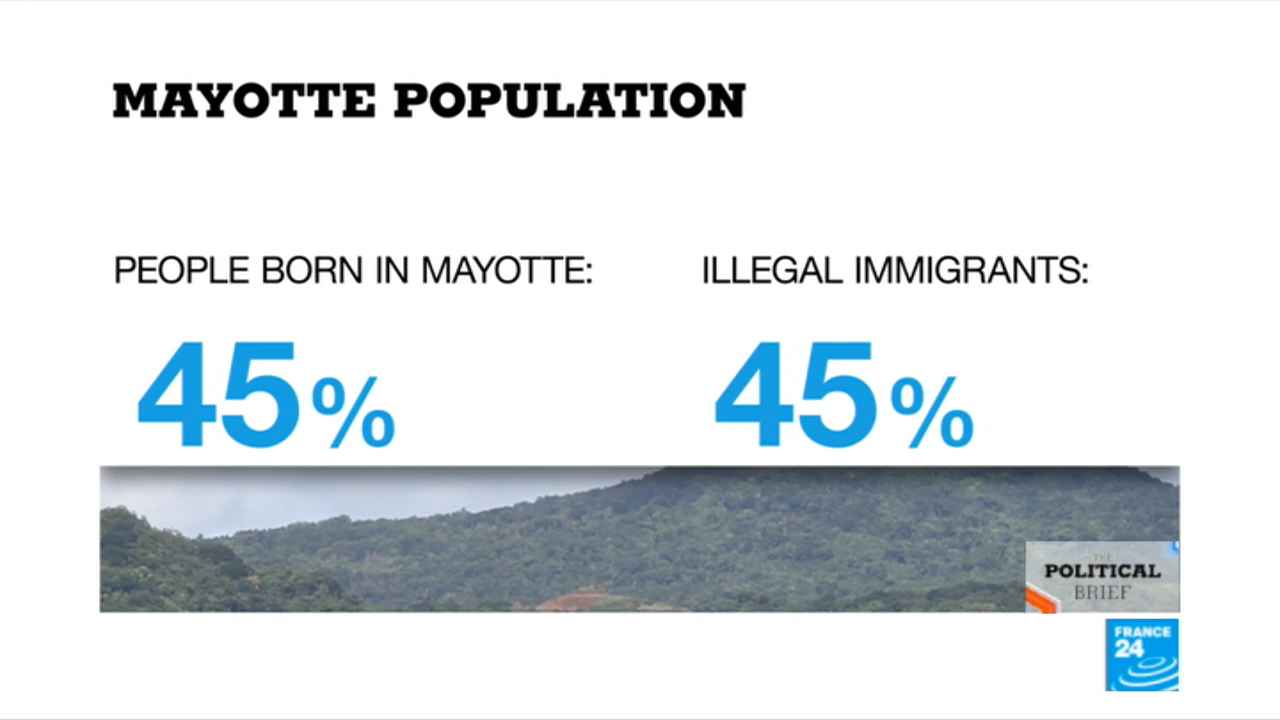 MAYOTTE POPULATION
PEOPLE BORN IN MAYOTTE:
ILLEGAL IMMIGRANTS:
45%
45%
THE
POLITICAL
BRIEF
FRANCE
24